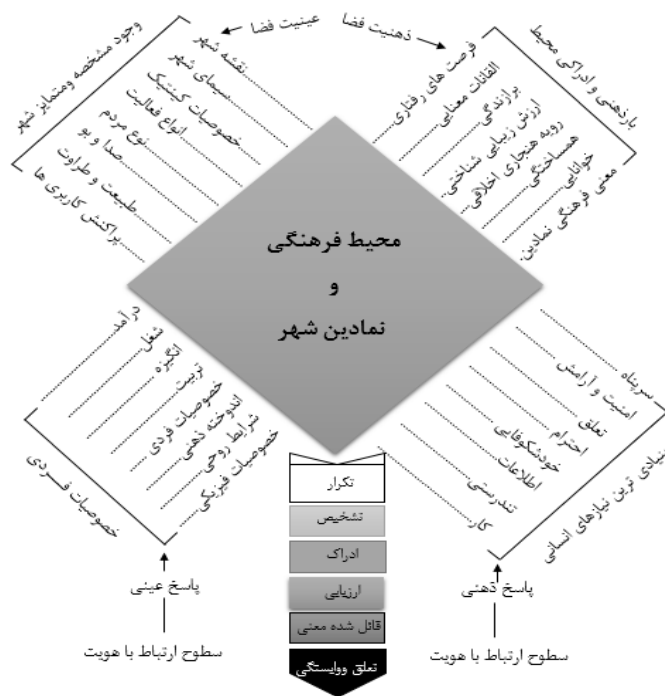 عینیت فضا
ذهنیت فضا
وجود مشخصه ومتمایز شهر
نقشه شهر
سیمای شهر
خصوصیات کینتیک
انواع فعالیت
نوع مردم
صدا و بو
طبیعت و طراوت
پراکنش کاربری ها
بارذهنی و ادراکی محیط
فرصت های رفتاری
القائات معنایی
برازندگی
ارزش زیبایی شناختی
رویه هنجاری اخلاقی
همساختگی
خوانایی
معنی فرهنگی نمادین
محیط فرهنگی
و
نمادین شهر
درآمد
شغل
انگیزه
تربیت
خصوصیات فردی
اندوخته ذهنی
شرایط روحی
خصوصیات فیزیکی
خصوصیات فردی
سرپناه
امنیت و آرامش
تعلق
احترام
خودشکوفایی
اطلاعات
تندرستی
کار
بنیادی ترین نیازهای انسانی
تکرار
تشخیص
ادراک
ارزیابی
قائل شده معنی
تعلق ووابستگی
پاسخ عینی
سطوح ارتباط با هویت
پاسخ ذهنی
سطوح ارتباط با هویت